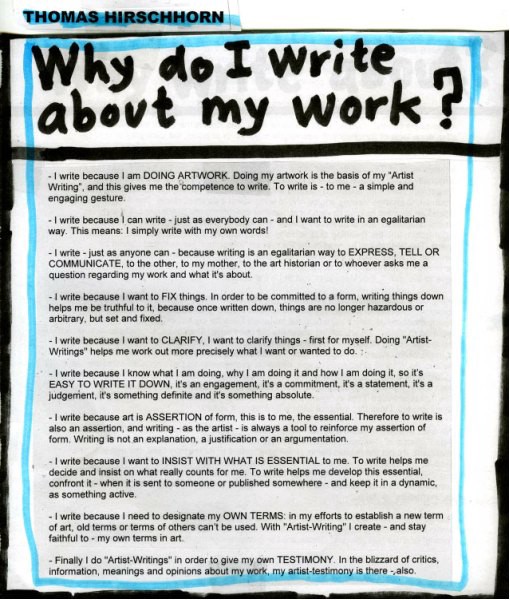 THOMAS HIRSCHHORN
Why do I write
about my work?
- I write because I am DOING ARTWORK. Doing my artwork is the basis of my "Artist
Writing", and this gives me the competence to write. To write is - to me - a simple and
engaging gesture.
- I write because I can write - just as everybody can - and I want to write in an egalitarian
way. This means: I simply write with my own words!
- I write - just as anyone can - because writing is an egalitarian way to EXPRESS, TELL OR
COMMUNICATE, to the other, to my mother, to the art historian or to whoever asks me a
question regarding my work and what it's about.
- I write because I want to FIX things. In order to be committed to a form, writing things down
helps me be truthful to it, because once written down, things are no longer hazardous or
arbitrary, but set and fixed.
- I write because I want to CLARIFY, I want to clarify things - first for myself. Doing "Artist-
Writings" helps me work out more precisely what I want or wanted to do.
- I write because I know what I am doing, why I am doing it and how I am doing it, so it's
EASY TO WRITE IT DOWN, it's an engagement, it's a commitment, it's a statement, it's a
judgement, it's something definite and it's something absolute.
- I write because art is ASSERTION of form, this is to me, the essential. Therefore to write is
also an assertion, and writing - as the artist - is always a tool to reinforce my assertion of
form. Writing is not an explanation, a justification or an argumentation.
- I write because I want to INSIST WITH WHAT IS ESSENTIAL to me. To write helps me
decide and insist on what really counts for me. To write helps me develop this essential,
confront it - when it is sent to someone or published somewhere - and keep it in a dynamic,
as something active.
- I write because I need to designate my OWN TERMS: in my efforts to establish a new term
of art, old terms or terms of others can't be used. With "Artist-Writing" I create - and stay
faithful to - my own terms in art.
- Finally I do "Artist-Writings" in order to give my own TESTIMONY. In the blizzard of critics,
information, meanings and opinions about my work, my artist-testimony is there - also.